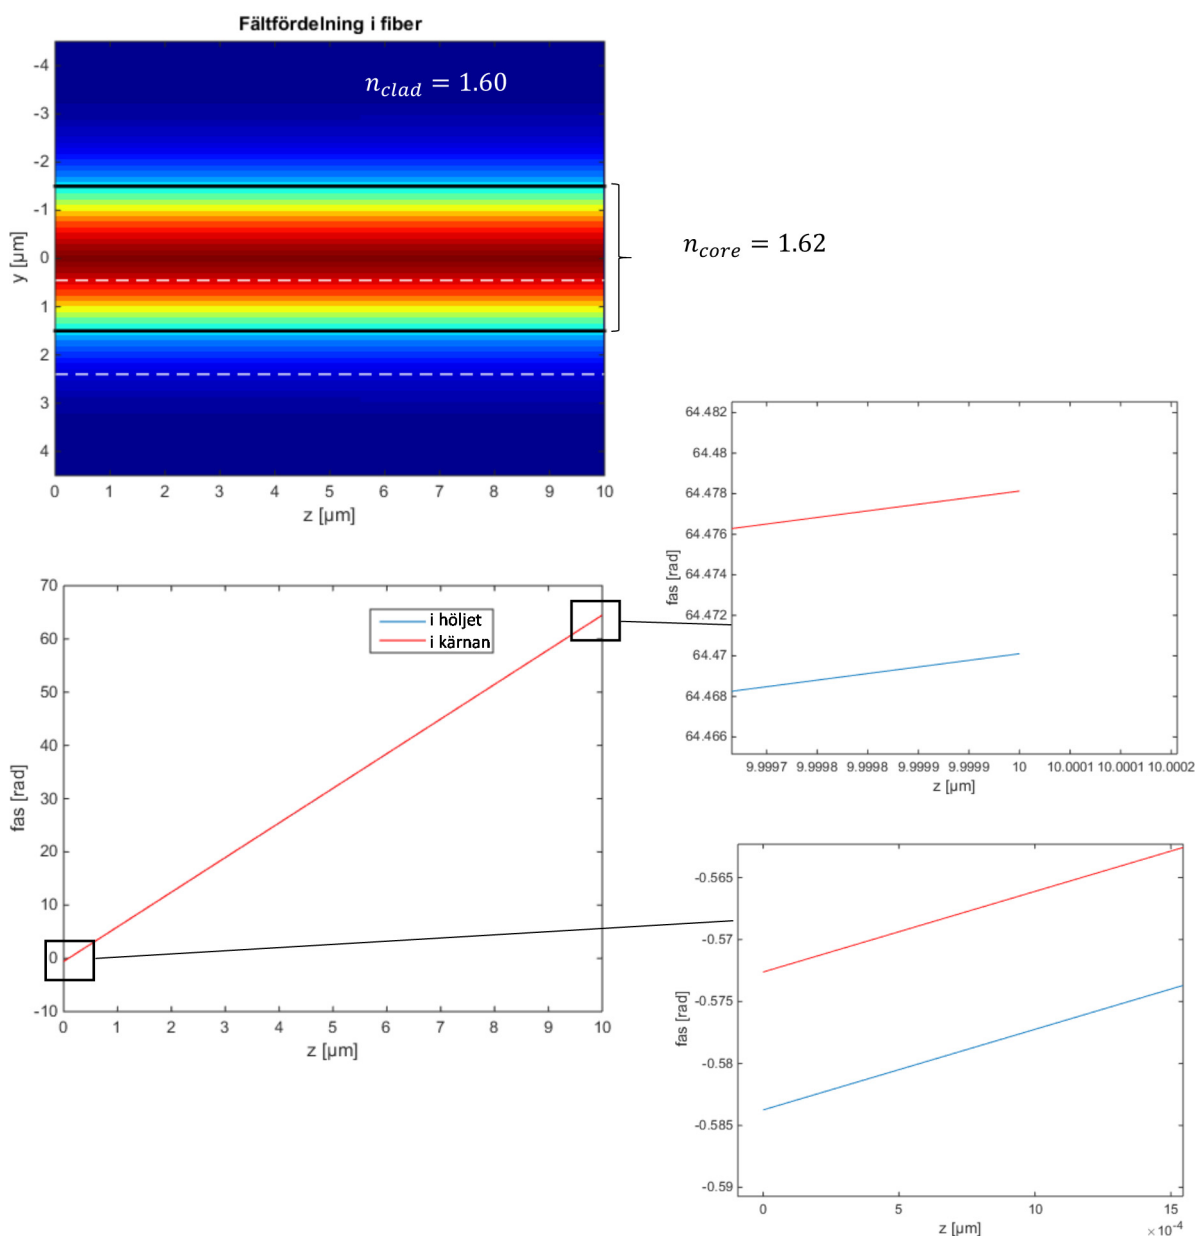 Fältfördelning i fiber
n_clad = 1.60
-4
-3
-2
-1
0
1
2
3
4
y [µm]
0 1 2 3 4 5 6 7 8 9 10
z [µm]
n_core = 1.62
64.482
64.48
64.478
64.476
64.474
64.472
64.47
64.468
64.466
fas [rad]
9.9997 9.9998 9.9998 9.9999 9.9999 10 10.0001 10.0001 10.0002
z [µm]
70
60
50
40
30
20
10
0
-10
fas [rad]
i höljet
i kärnan
0 1 2 3 4 5 6 7 8 9 10
z [µm]
-0.565
-0.57
-0.575
-0.58
-0.585
-0.59
fas [rad]
0 5 10 15
z [µm]
×10⁻⁴